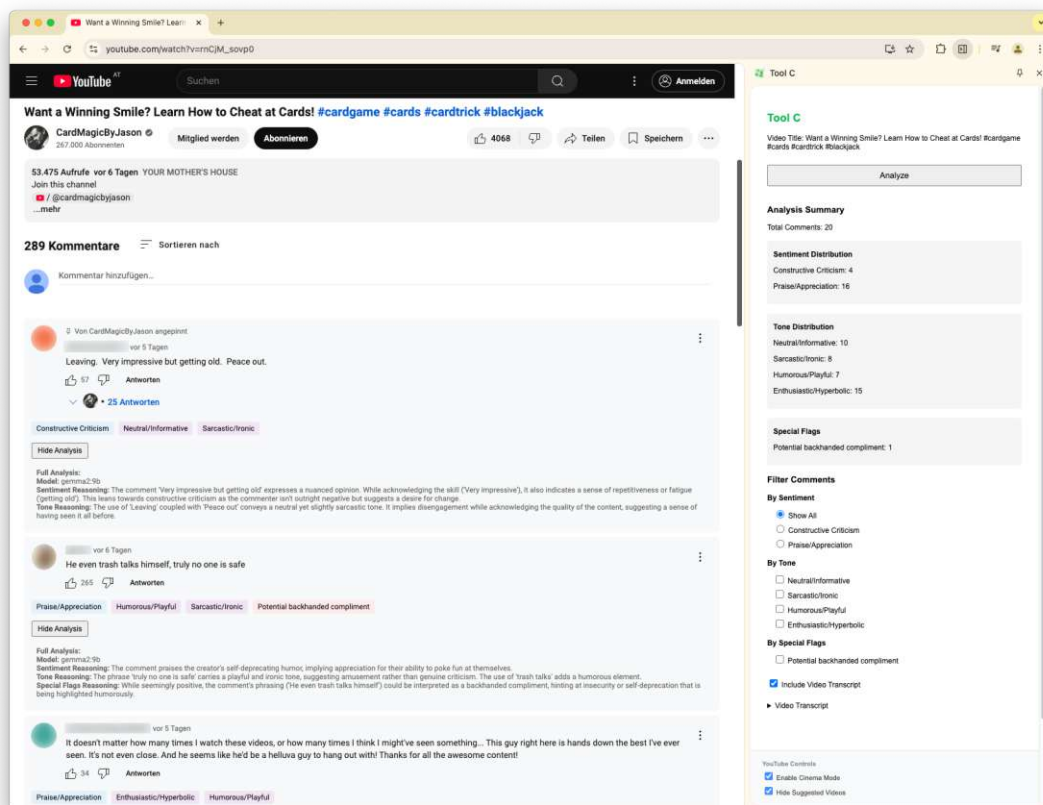 Want a Winning Smile? Learn
youtube.com/watch?v=rnCjM_sovp0
YouTube AT
Suchen
Anmelden
Want a Winning Smile? Learn How to Cheat at Cards! #cardgame #cards #cardtrick #blackjack
CardMagicByJason
267.000 Abonnenten
Mitglied werden
Abonnieren
4068
Teilen
Speichern
53.475 Aufrufe vor 6 Tagen YOUR MOTHER'S HOUSE
Join this channel
/ @cardmagicbyjason
...mehr
289 Kommentare
Sortieren nach
Kommentar hinzufügen...
Von CardMagicByJason angepinnt
vor 5 Tagen
Leaving. Very impressive but getting old. Peace out.
57
Antworten
• 25 Antworten
Constructive Criticism Neutral/Informative Sarcastic/Ironic
Hide Analysis
Full Analysis:
Model: gemma2:9b
Sentiment Reasoning: The comment 'Very impressive but getting old' expresses a nuanced opinion. While acknowledging the skill ('Very impressive'), it also indicates a sense of repetitiveness or fatigue
('getting old'). This leans towards constructive criticism as the commenter isn't outright negative but suggests a desire for change.
Tone Reasoning: The use of 'Leaving' coupled with 'Peace out' conveys a neutral yet slightly sarcastic tone. It implies disengagement while acknowledging the quality of the content, suggesting a sense of
having seen it all before.
vor 6 Tagen
He even trash talks himself, truly no one is safe
265
Antworten
Praise/Appreciation Humorous/Playful Sarcastic/Ironic Potential backhanded compliment
Hide Analysis
Full Analysis:
Model: gemma2:9b
Sentiment Reasoning: The comment praises the creator's self-deprecating humor, implying appreciation for their ability to poke fun at themselves.
Tone Reasoning: The phrase 'truly no one is safe' carries a playful and ironic tone, suggesting amusement rather than genuine criticism. The use of 'trash talks' adds a humorous element.
Special Flags Reasoning: While seemingly positive, the comment's phrasing ('He even trash talks himself') could be interpreted as a backhanded compliment, hinting at insecurity or self-deprecation that is
being highlighted humorously.
vor 5 Tagen
It doesn't matter how many times I watch these videos, or how many times I think I might've seen something... This guy right here is hands down the best I've ever
seen. It's not even close. And he seems like he'd be a helluva guy to hang out with! Thanks for all the awesome content!
34
Antworten
Praise/Appreciation Enthusiastic/Hyperbolic Humorous/Playful
Tool C
Tool C
Video Title: Want a Winning Smile? Learn How to Cheat at Cards! #cardgame
#cards #cardtrick #blackjack
Analyze
Analysis Summary
Total Comments: 20
Sentiment Distribution
Constructive Criticism: 4
Praise/Appreciation: 16
Tone Distribution
Neutral/Informative: 10
Sarcastic/Ironic: 8
Humorous/Playful: 7
Enthusiastic/Hyperbolic: 15
Special Flags
Potential backhanded compliment: 1
Filter Comments
By Sentiment
Show All
Constructive Criticism
Praise/Appreciation
By Tone
Neutral/Informative
Sarcastic/Ironic
Humorous/Playful
Enthusiastic/Hyperbolic
By Special Flags
Potential backhanded compliment
Include Video Transcript
Video Transcript
YouTube Controls
Enable Cinema Mode
Hide Suggested Videos